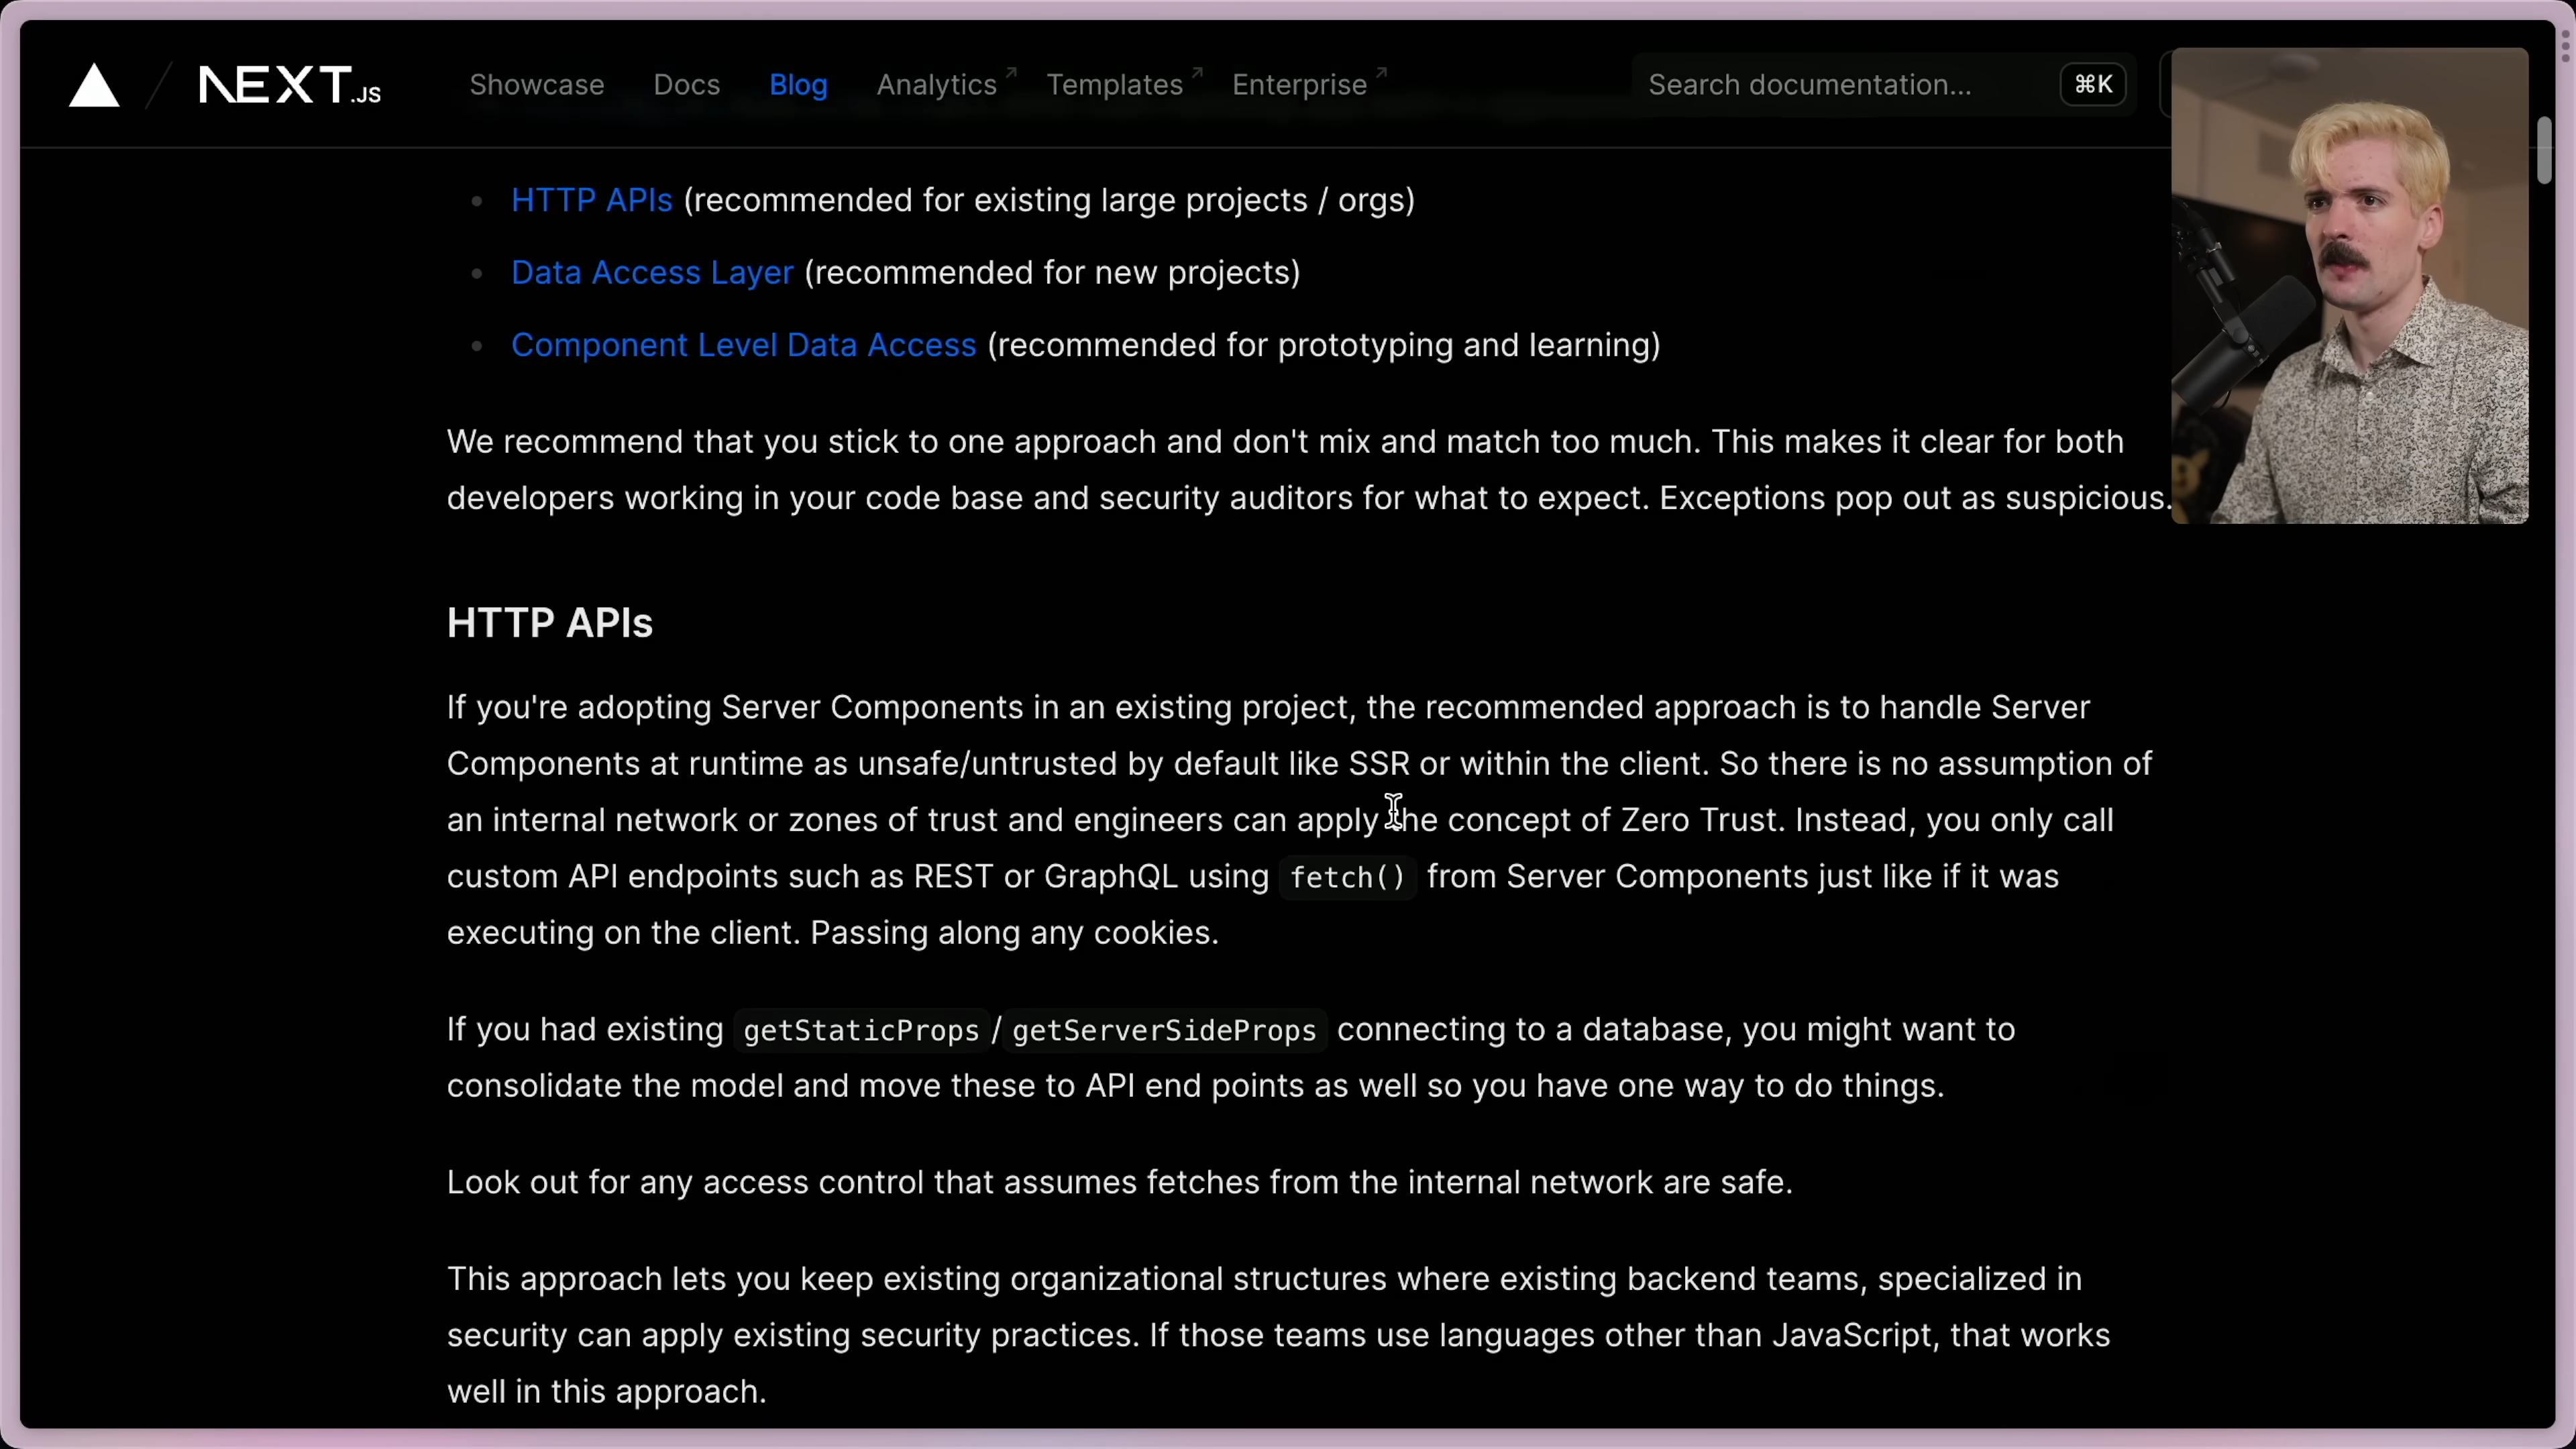 NEXT.JS
Showcase Docs Blog Analytics Templates Enterprise Search documentation... ⌘K
HTTP APIs (recommended for existing large projects / orgs)
Data Access Layer (recommended for new projects)
Component Level Data Access (recommended for prototyping and learning)
We recommend that you stick to one approach and don't mix and match too much. This makes it clear for both
developers working in your code base and security auditors for what to expect. Exceptions pop out as suspicious.
HTTP APIs
If you're adopting Server Components in an existing project, the recommended approach is to handle Server
Components at runtime as unsafe/untrusted by default like SSR or within the client. So there is no assumption of
an internal network or zones of trust and engineers can apply the concept of Zero Trust. Instead, you only call
custom API endpoints such as REST or GraphQL using fetch() from Server Components just like if it was
executing on the client. Passing along any cookies.
If you had existing getStaticProps/getServerSideProps connecting to a database, you might want to
consolidate the model and move these to API end points as well so you have one way to do things.
Look out for any access control that assumes fetches from the internal network are safe.
This approach lets you keep existing organizational structures where existing backend teams, specialized in
security can apply existing security practices. If those teams use languages other than JavaScript, that works
well in this approach.